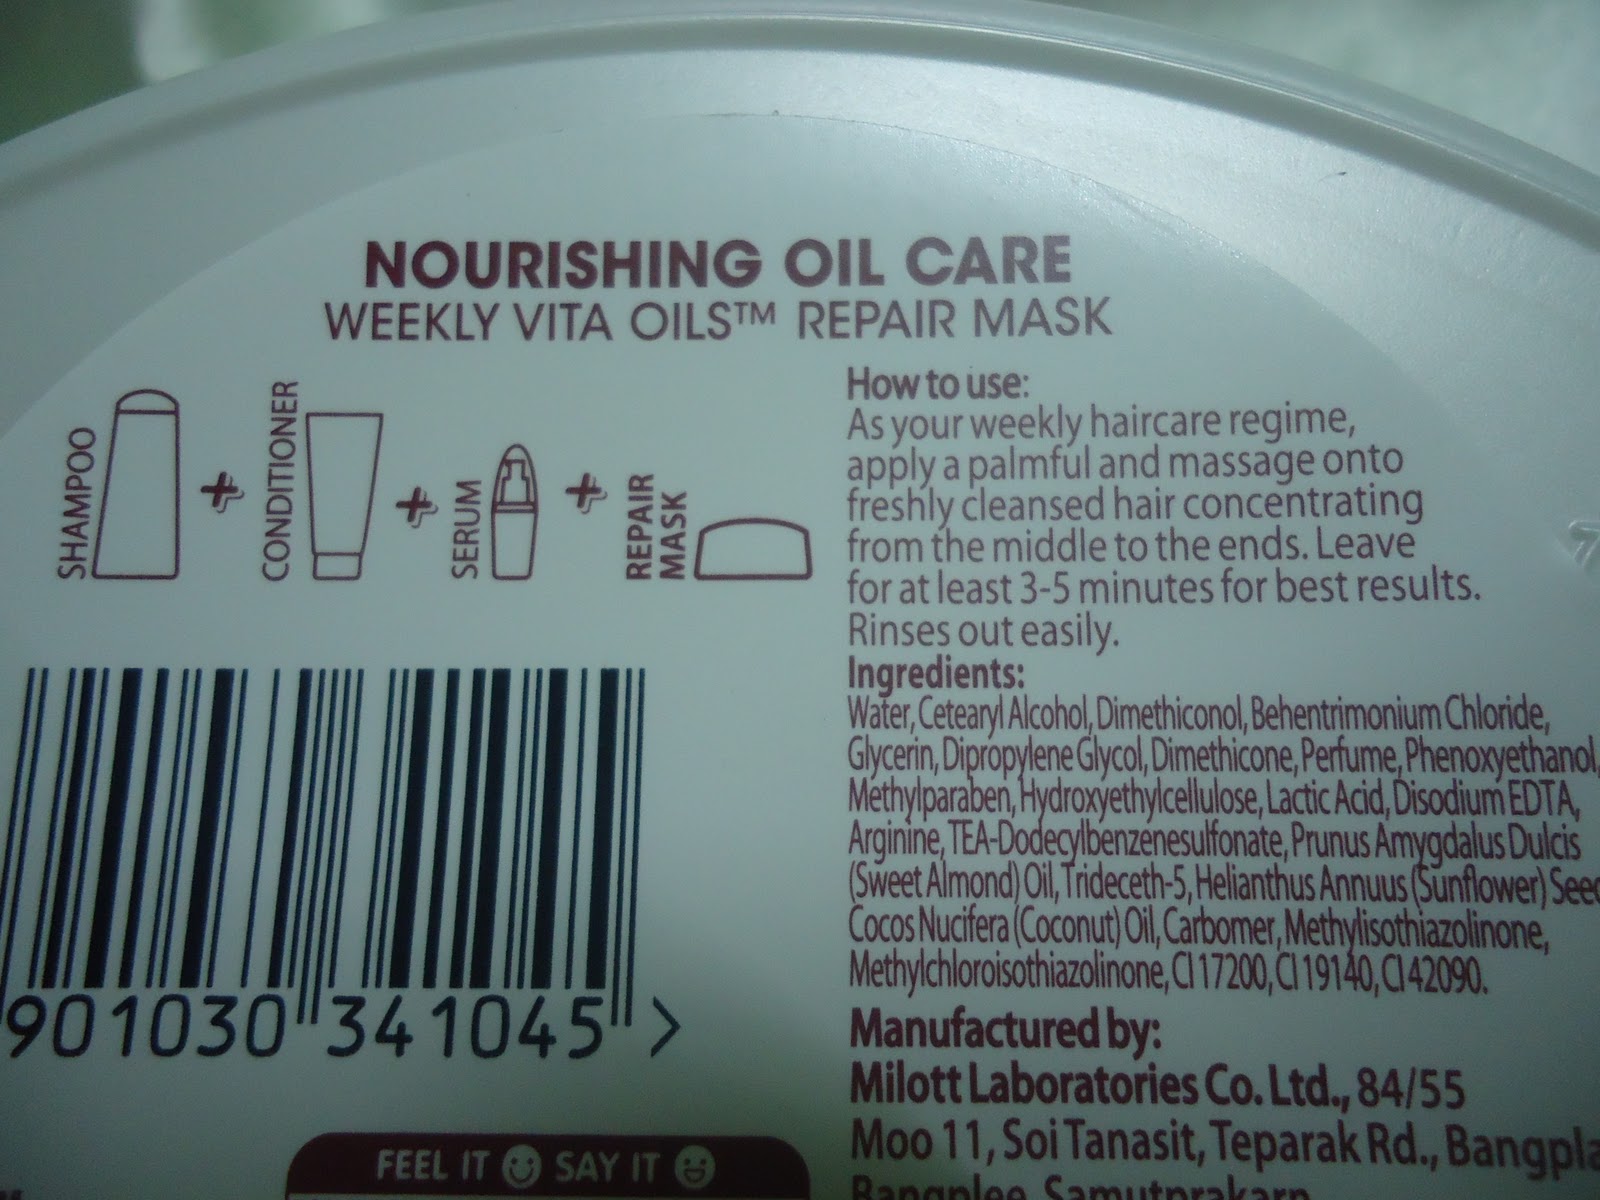 NOURISHING OIL CARE
WEEKLY VITA OILS™ REPAIR MASK
SHAMPOO
+
CONDITIONER
+
SERUM
+
REPAIR
MASK
How to use:
As your weekly haircare regime,
apply a palmful and massage onto
freshly cleansed hair concentrating
from the middle to the ends. Leave
for at least 3-5 minutes for best results.
Rinses out easily.
Ingredients:
Water, Cetearyl Alcohol, Dimethiconol, Behentrimonium Chloride,
Glycerin, Dipropylene Glycol, Dimethicone, Perfume, Phenoxyethanol,
Methylparaben, Hydroxyethylcellulose, Lactic Acid, Disodium EDTA,
Arginine, TEA-Dodecylbenzenesulfonate, Prunus Amygdalus Dulcis
(Sweet Almond) Oil, Trideceth-5, Helianthus Annuus (Sunflower) Seed
Cocos Nucifera (Coconut) Oil, Carbomer, Methylisothiazolinone,
Methylchloroisothiazolinone, CI 17200, CI 19140, CI 42090.
Manufactured by:
Milott Laboratories Co. Ltd., 84/55
Moo 11, Soi Tanasit, Teparak Rd., Bangpla
Bangplee, Samutprakarn
901030 341045 >
FEEL IT SAY IT